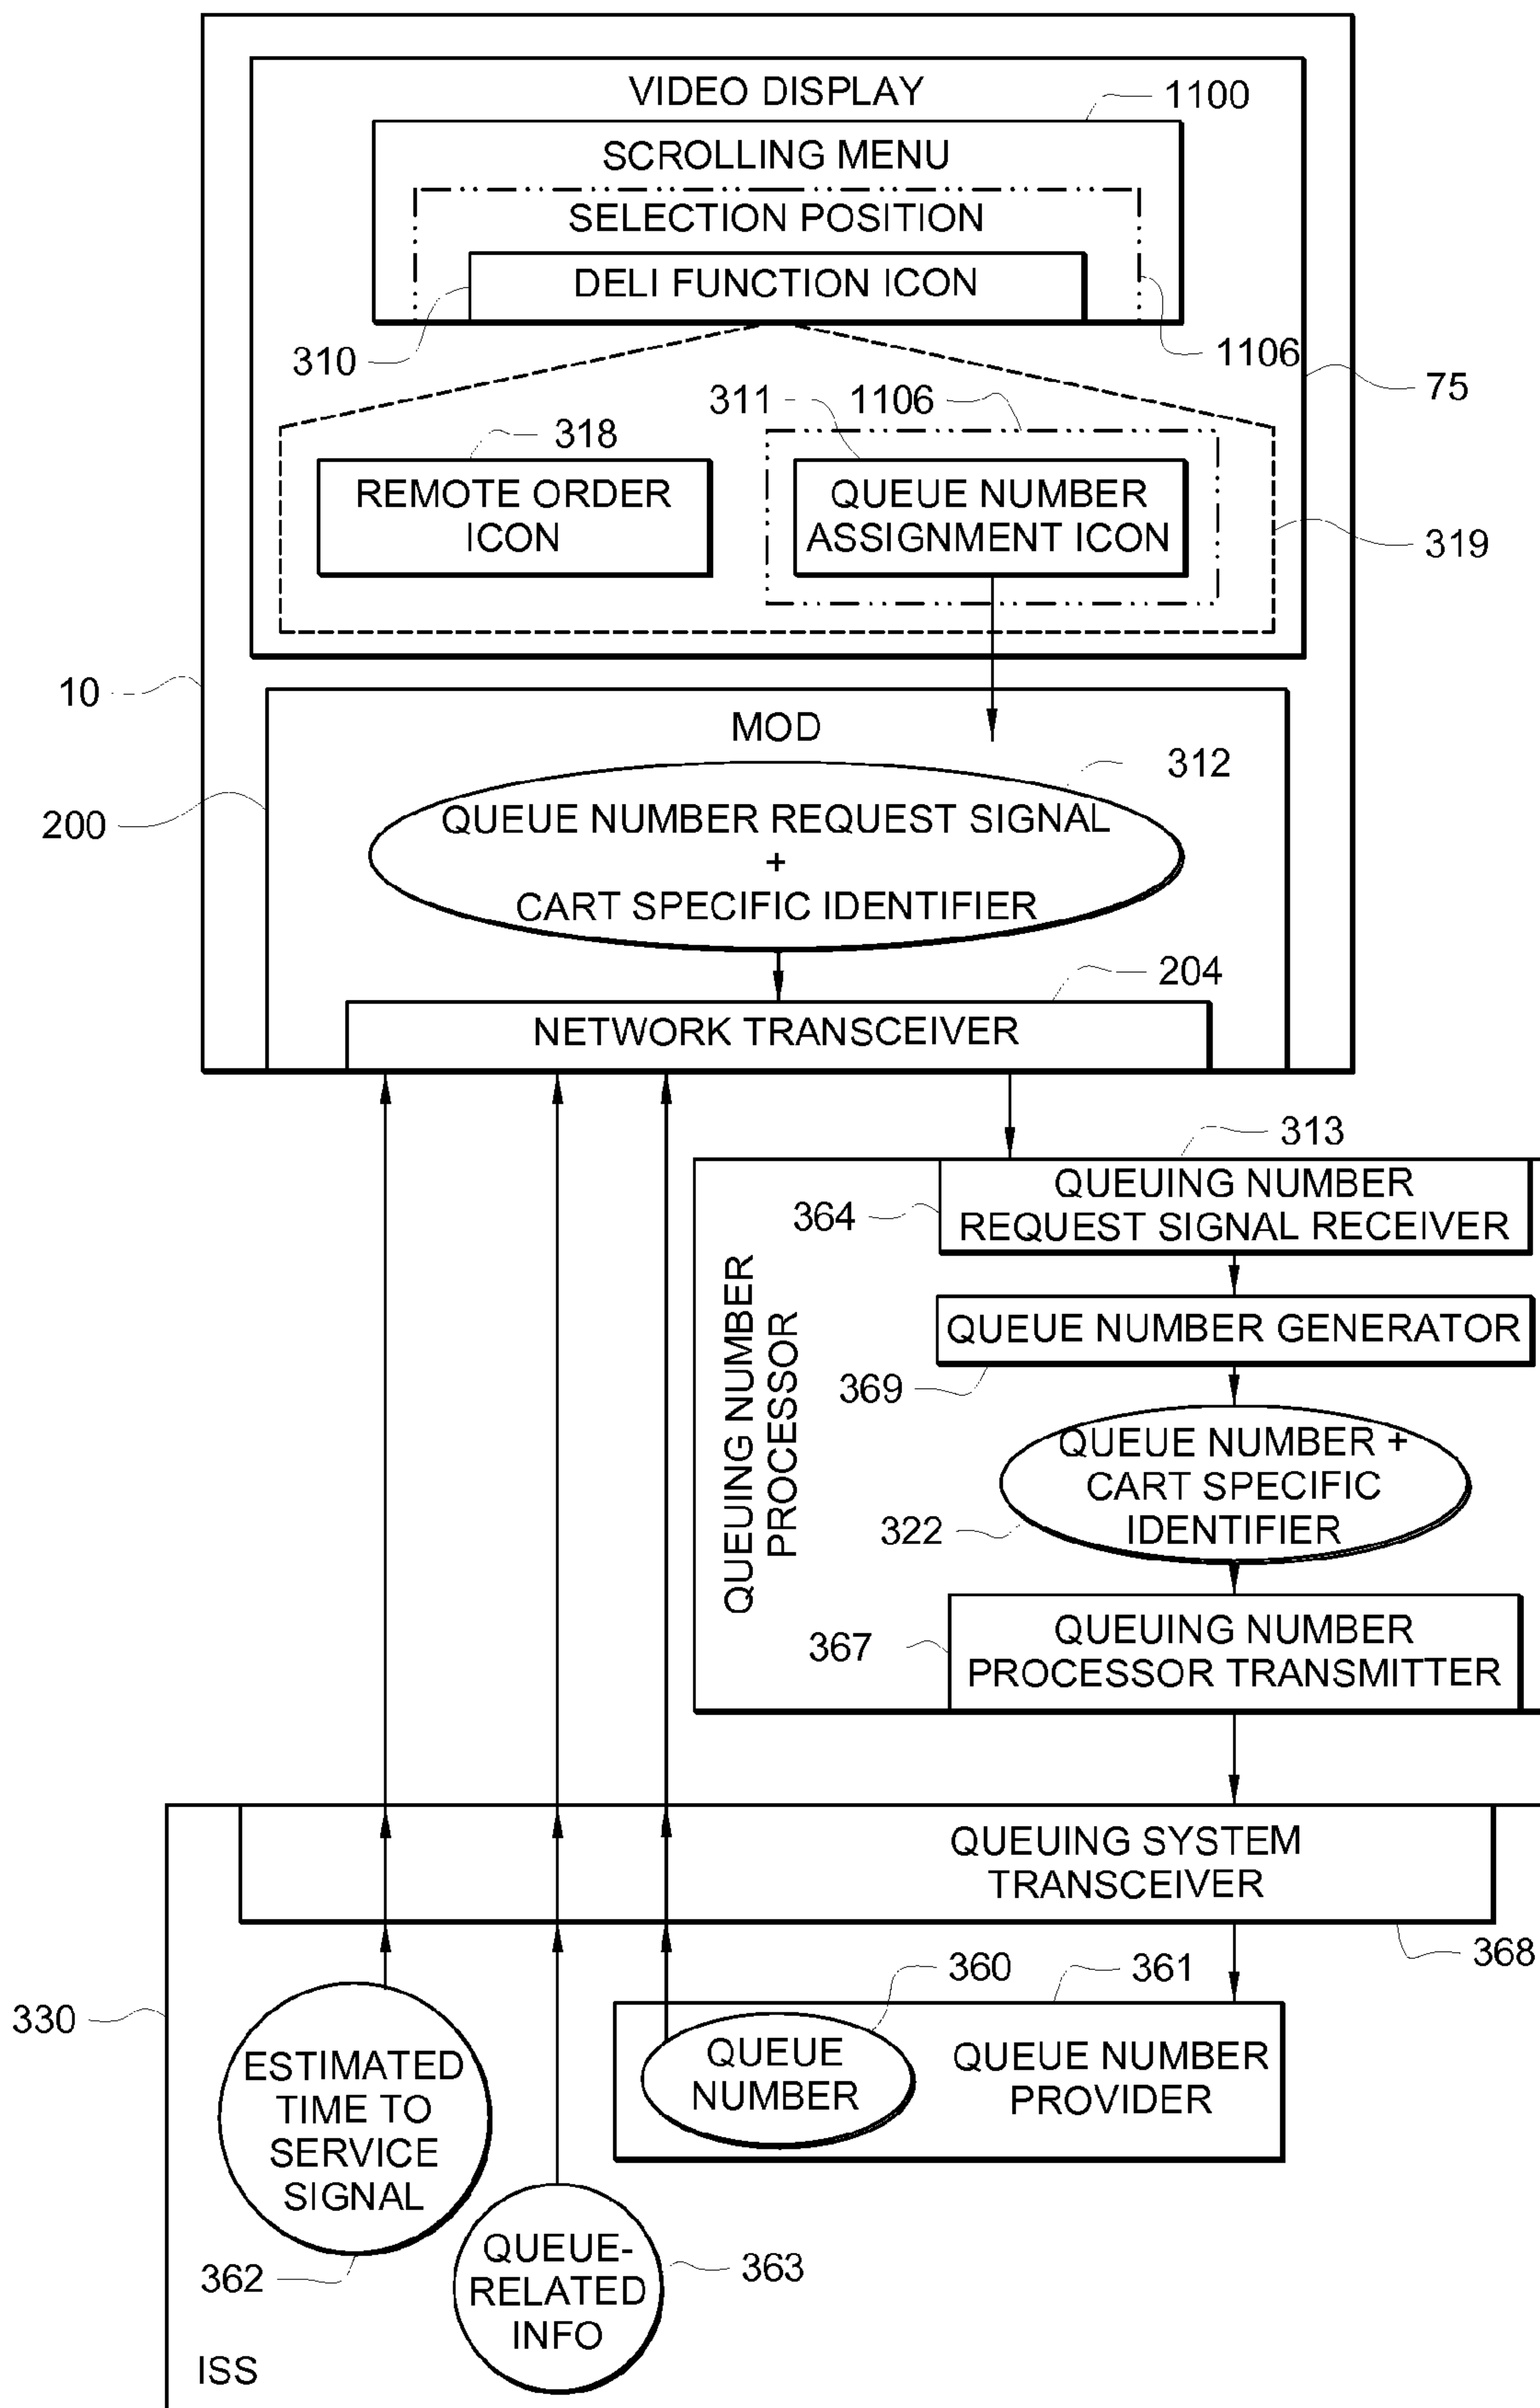 VIDEO DISPLAY
1100
SCROLLING MENU
SELECTION POSITION
DELI FUNCTION ICON
310
1106
75
311
1106
318
REMOTE ORDER
ICON
QUEUE NUMBER
ASSIGNMENT ICON
319
10
MOD
312
200
QUEUE NUMBER REQUEST SIGNAL
+
CART SPECIFIC IDENTIFIER
204
NETWORK TRANSCEIVER
313
364
QUEUING NUMBER
REQUEST SIGNAL RECEIVER
QUEUING NUMBER
PROCESSOR
QUEUE NUMBER GENERATOR
369
QUEUE NUMBER +
CART SPECIFIC
IDENTIFIER
322
367
QUEUING NUMBER
PROCESSOR TRANSMITTER
QUEUING SYSTEM
TRANSCEIVER
368
360
361
330
ESTIMATED
TIME TO
SERVICE
SIGNAL
QUEUE
NUMBER
QUEUE NUMBER
PROVIDER
362
QUEUE-
RELATED
INFO
363
ISS